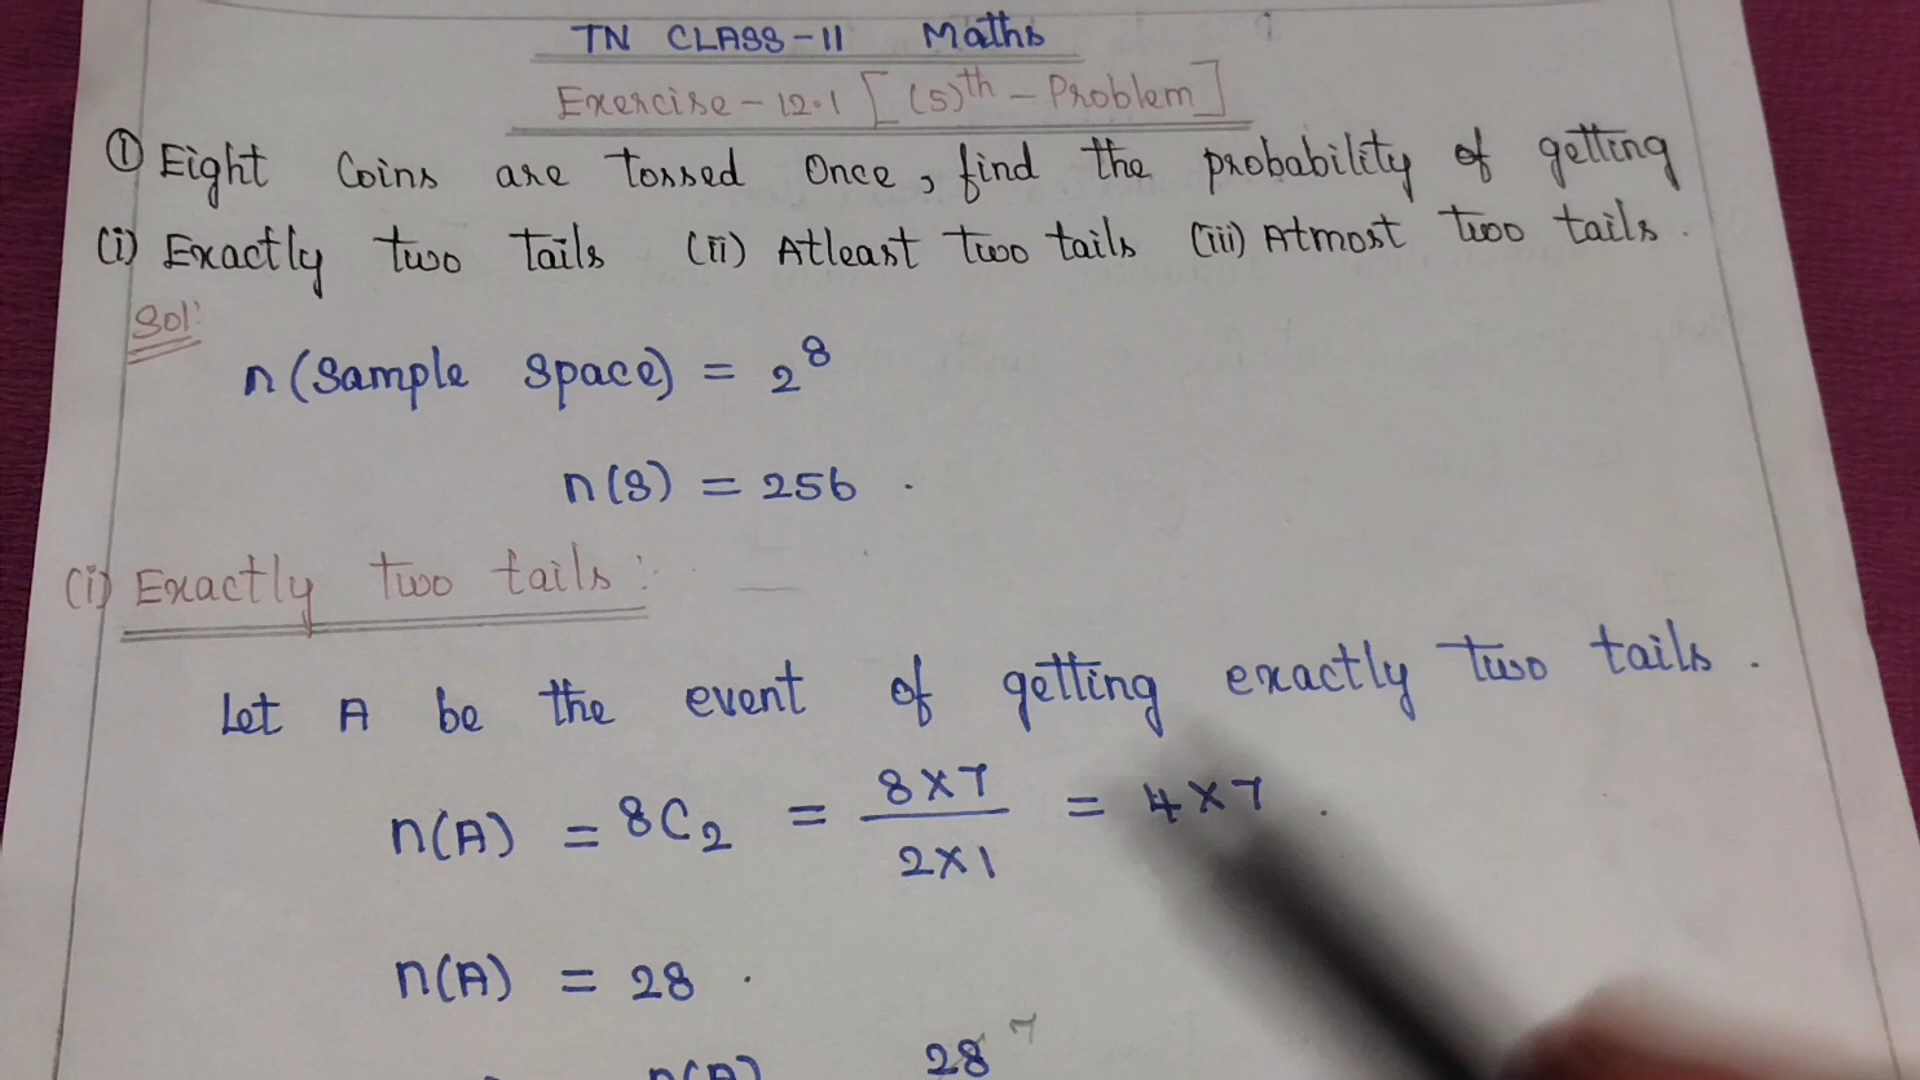 TN CLASS-11 Maths
Exercise-12.1 [(5)th - Problem]
① Eight Coins are tossed Once, find the probability of getting
(i) Exactly two tails (ii) Atleast two tails (iii) Atmost two tails.
Sol:
n(Sample Space) = 2⁸
n(S) = 256.
(i) Exactly two tails:
Let A be the event of getting exactly two tails.
n(A) = 8C₂ = 8×7 / 2×1 = 4×7.
n(A) = 28.
n(A) 28 7